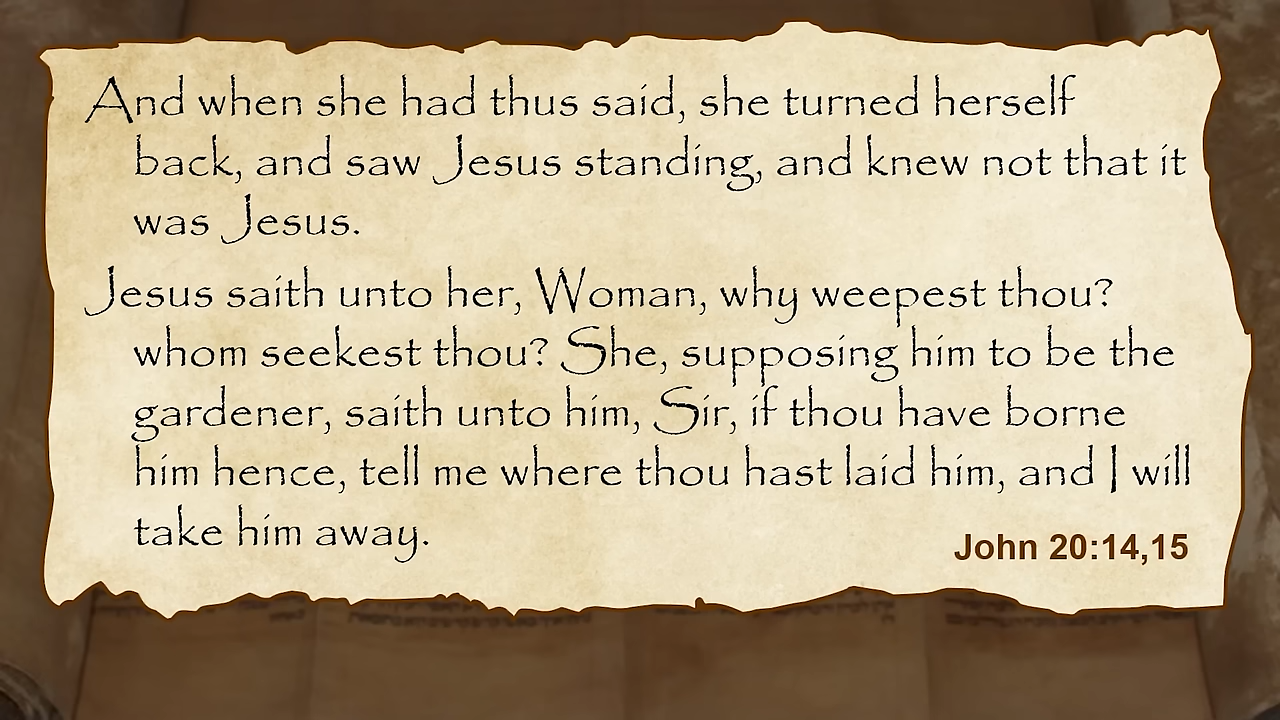 And when she had thus said, she turned herself
back, and saw Jesus standing, and knew not that it
was Jesus.
Jesus saith unto her, Woman, why weepest thou?
whom seekest thou? She, supposing him to be the
gardener, saith unto him, Sir, if thou have borne
him hence, tell me where thou hast laid him, and I will
take him away.
John 20:14,15